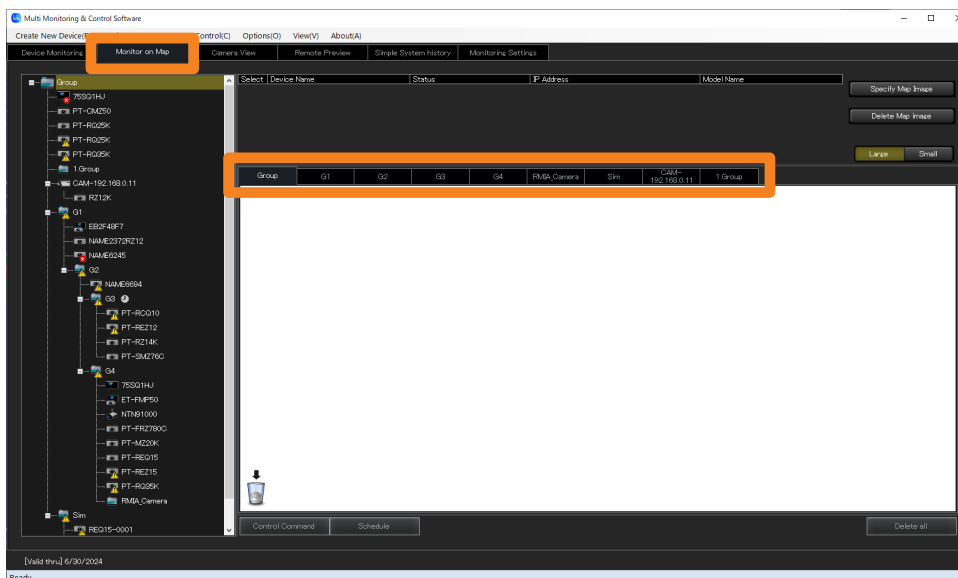 Multi Monitoring & Control Software
Create New Device( Control(C) Options(O) View(V) About(A)
Device Monitoring Monitor on Map Camera View Remote Preview Simple System history Monitoring Settings
Select Device Name Status IP Address Model Name
Specify Map Image
Delete Map image
Large Small
Group G1 G2 G3 G4 RMIA_Camera Sim CAM-192.168.0.11 1.Group
Group
75SQ1HJ
PT-CMZ50
PT-RQ25K
PT-RQ25K
PT-RQ35K
1.Group
CAM-192.168.0.11
RZ12K
G1
EB2F48F7
NAME2372RZ12
NAME6245
G2
NAME6694
G3
PT-RCQ10
PT-REZ12
PT-RZ14K
PT-SMZ76C
G4
75SQ1HJ
ET-FMP50
NTN91000
PT-FRZ780C
PT-MZ20K
PT-REQ15
PT-REZ15
PT-RQ35K
RMIA_Camera
Sim
REQ15-0001
Control Command Schedule Delete all
[Valid thru] 6/30/2024
Ready